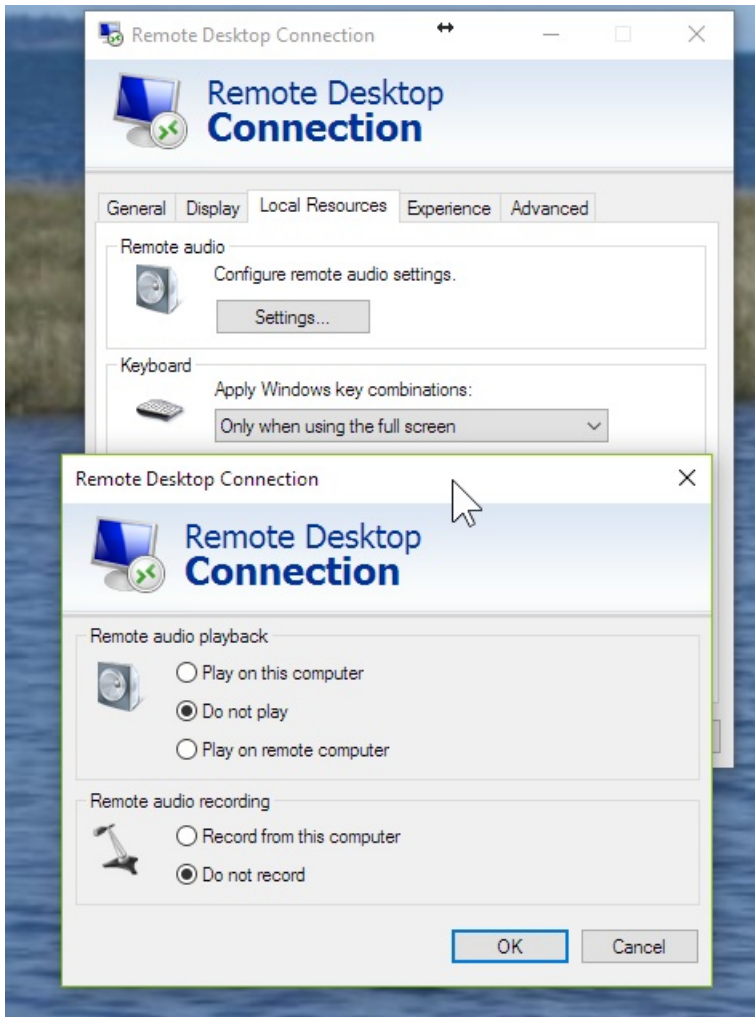 Remote Desktop Connection
Remote Desktop
Connection
General Display Local Resources Experience Advanced
Remote audio
Configure remote audio settings.
Settings...
Keyboard
Apply Windows key combinations:
Only when using the full screen
Remote Desktop Connection
Remote Desktop
Connection
Remote audio playback
Play on this computer
Do not play
Play on remote computer
Remote audio recording
Record from this computer
Do not record
OK Cancel